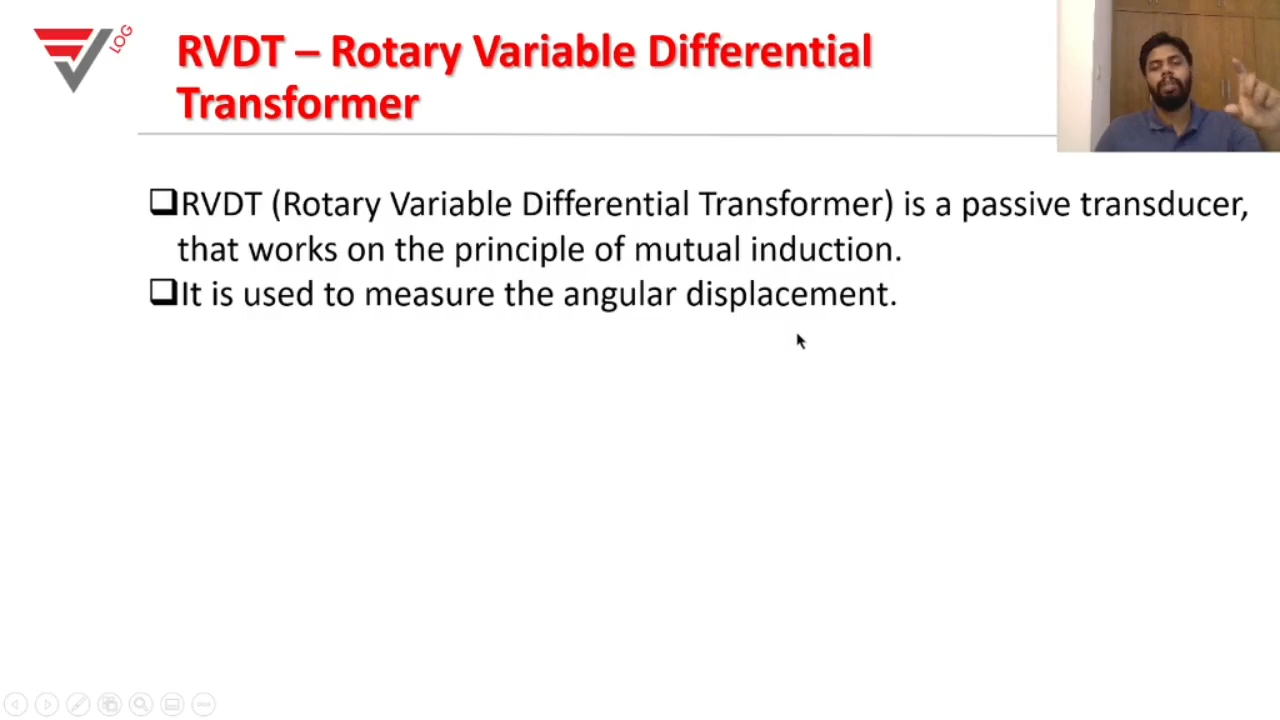 LOG
RVDT – Rotary Variable Differential
Transformer
RVDT (Rotary Variable Differential Transformer) is a passive transducer,
that works on the principle of mutual induction.
It is used to measure the angular displacement.